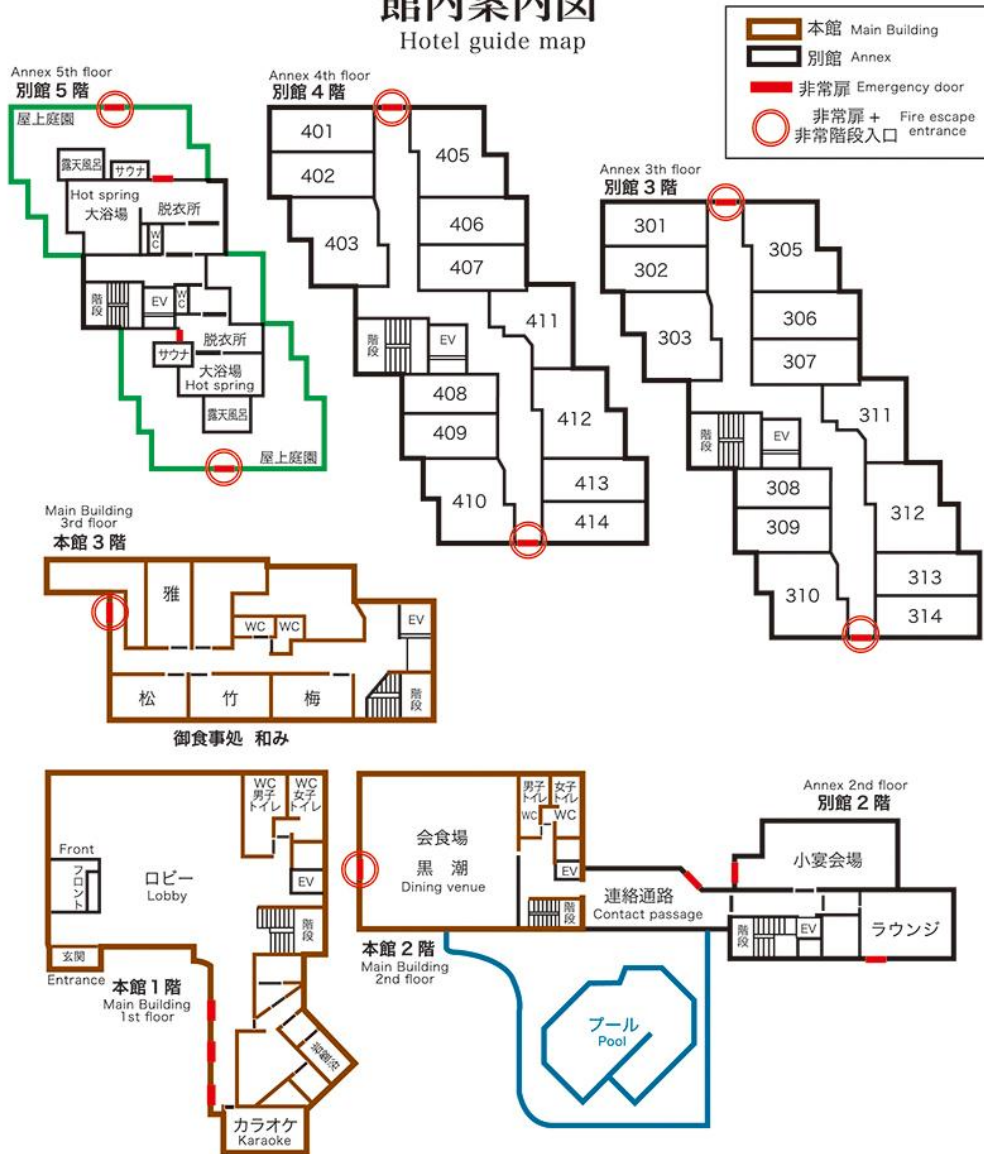 館内案内図
Hotel guide map
本館 Main Building
別館 Annex
非常扉 Emergency door
非常扉 +
非常階段入口
Fire escape
entrance
Annex 5th floor
別館 5 階
屋上庭園
露天風呂
サウナ
Hot spring
大浴場
脱衣所
WC
階段
EV
WC
脱衣所
サウナ
大浴場
Hot spring
露天風呂
屋上庭園
Annex 4th floor
別館 4 階
401
402
403
405
406
407
411
階段
EV
408
409
410
412
413
414
Annex 3th floor
別館 3 階
301
302
303
305
306
307
311
階段
EV
308
309
310
312
313
314
Main Building
3rd floor
本館 3 階
雅
WC
WC
EV
松
竹
梅
階段
御食事処 和み
WC
男子
トイレ
WC
女子
トイレ
Front
フロント
ロビー
Lobby
EV
階段
玄関
Entrance
本館 1 階
Main Building
1st floor
岩盤浴
カラオケ
Karaoke
会食場
黒 潮
Dining venue
男子
トイレ
WC
女子
トイレ
WC
EV
階段
本館 2 階
Main Building
2nd floor
連絡通路
Contact passage
Annex 2nd floor
別館 2 階
小宴会場
階段
EV
ラウンジ
プール
Pool